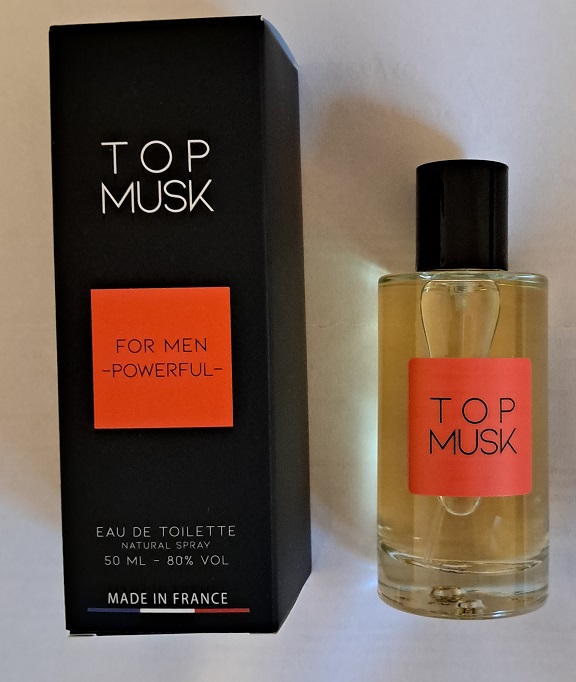 TOP
MUSK
FOR MEN
-POWERFUL-
EAU DE TOILETTE
NATURAL SPRAY
50 ML - 80% VOL
MADE IN FRANCE
TOP
MUSK